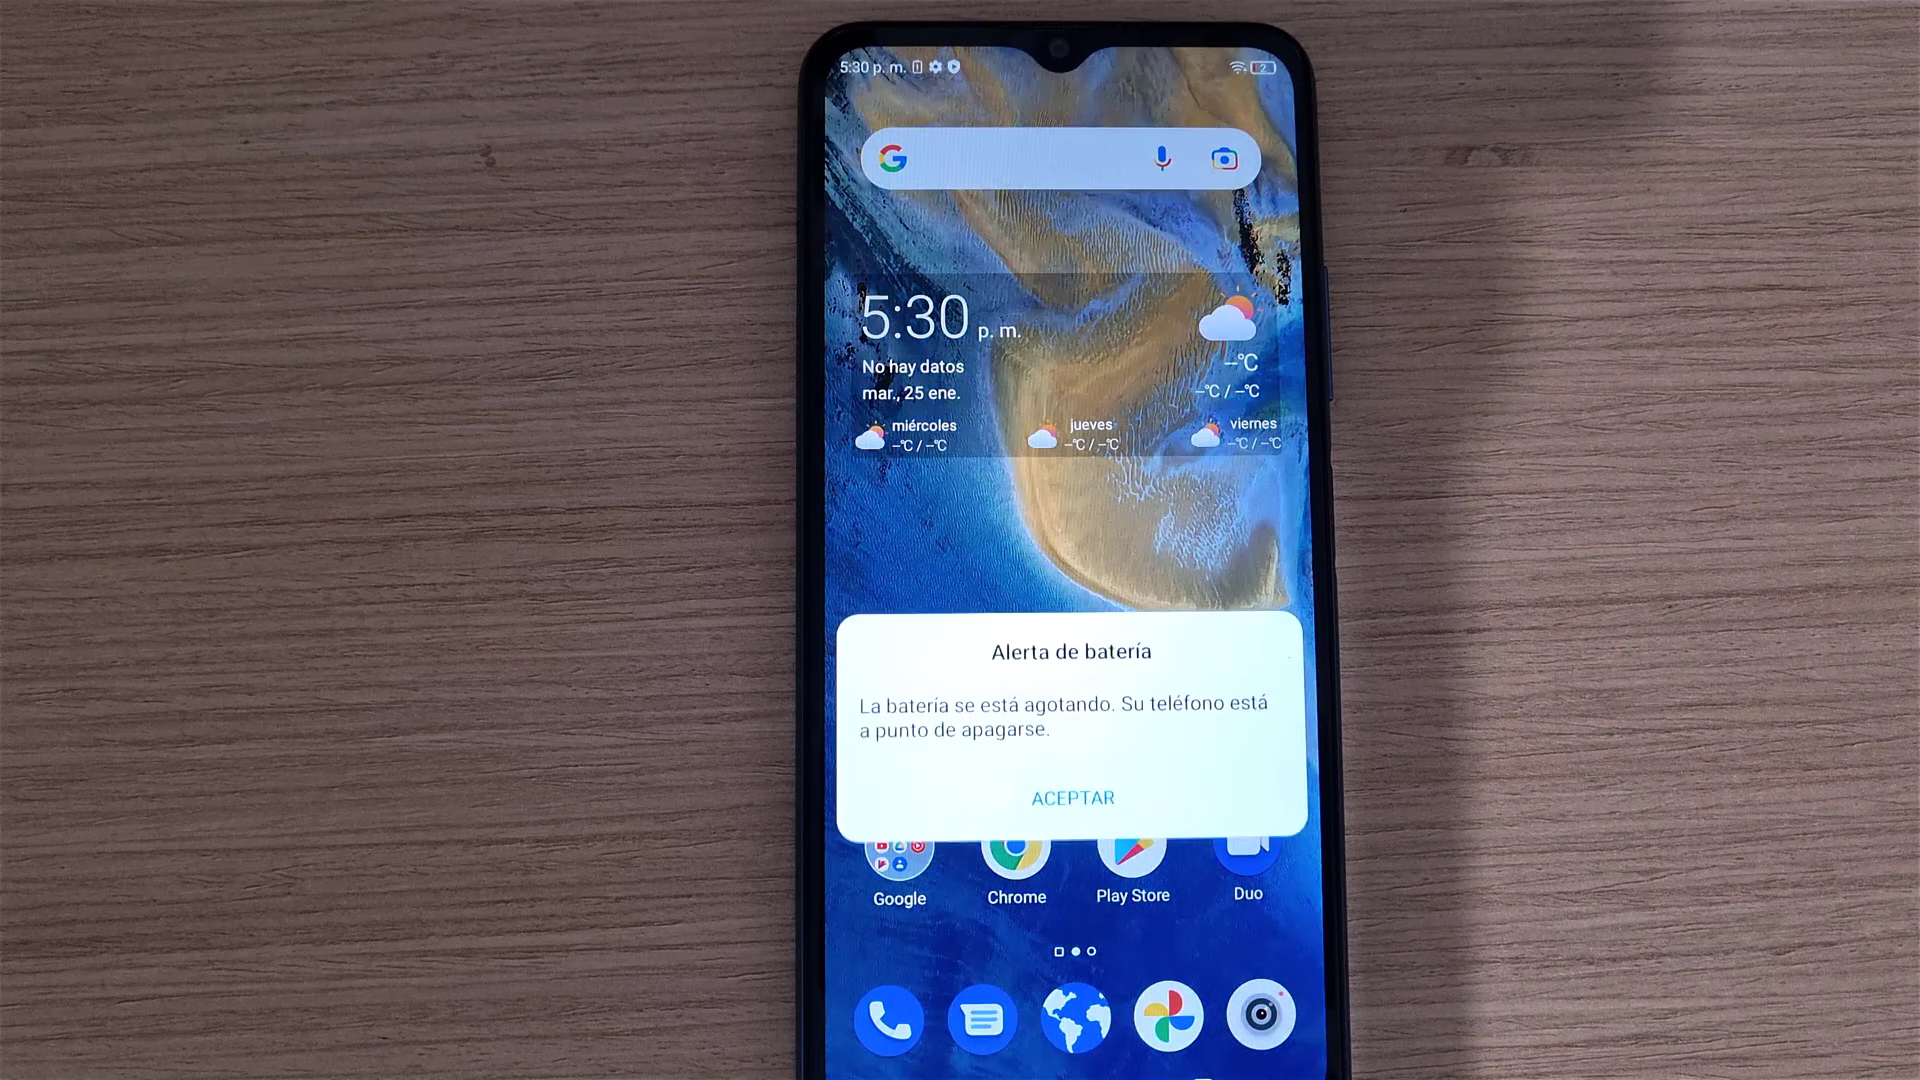 5:30 p. m.
2
5:30 p. m.
No hay datos
mar., 25 ene.
--°C
--°C / --°C
miércoles
--°C / --°C
jueves
--°C / --°C
viernes
--°C / --°C
Alerta de batería
La batería se está agotando. Su teléfono está
a punto de apagarse.
ACEPTAR
Google
Chrome
Play Store
Duo